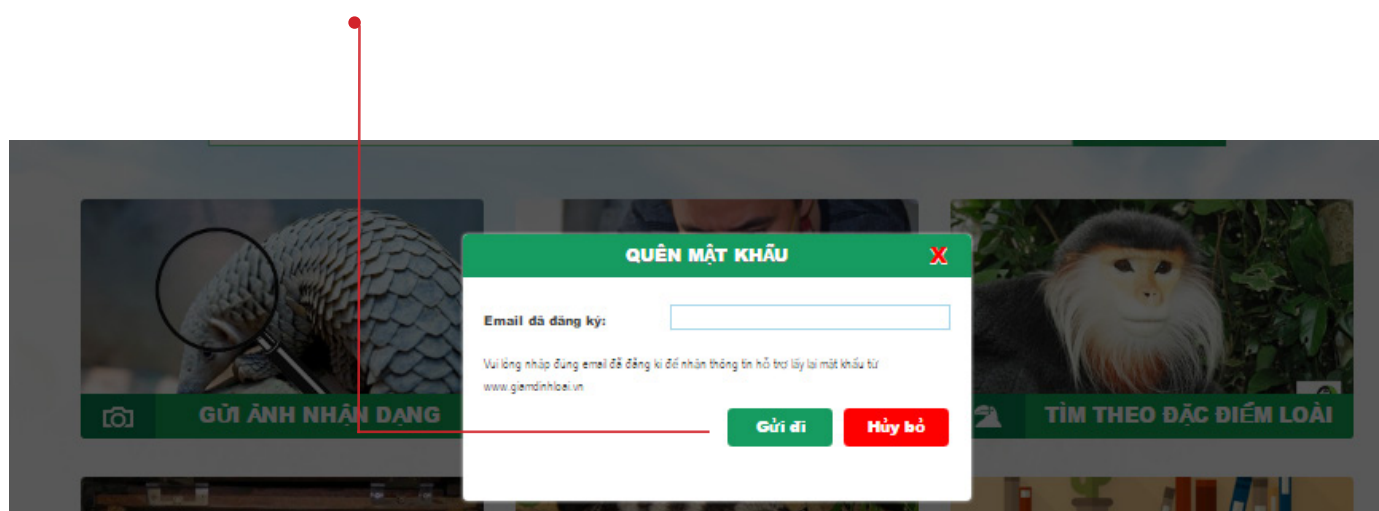 QUÊN MẬT KHẨU X
Email đã đăng ký:
Vui lòng nhập đúng email đã đăng kí để nhận thông tin hỗ trợ lấy lại mật khẩu từ
www.giamdinhloai.vn
Gửi đi Hủy bỏ
GỬI ẢNH NHẬN DẠNG
TÌM THEO ĐẶC ĐIỂM LOÀI